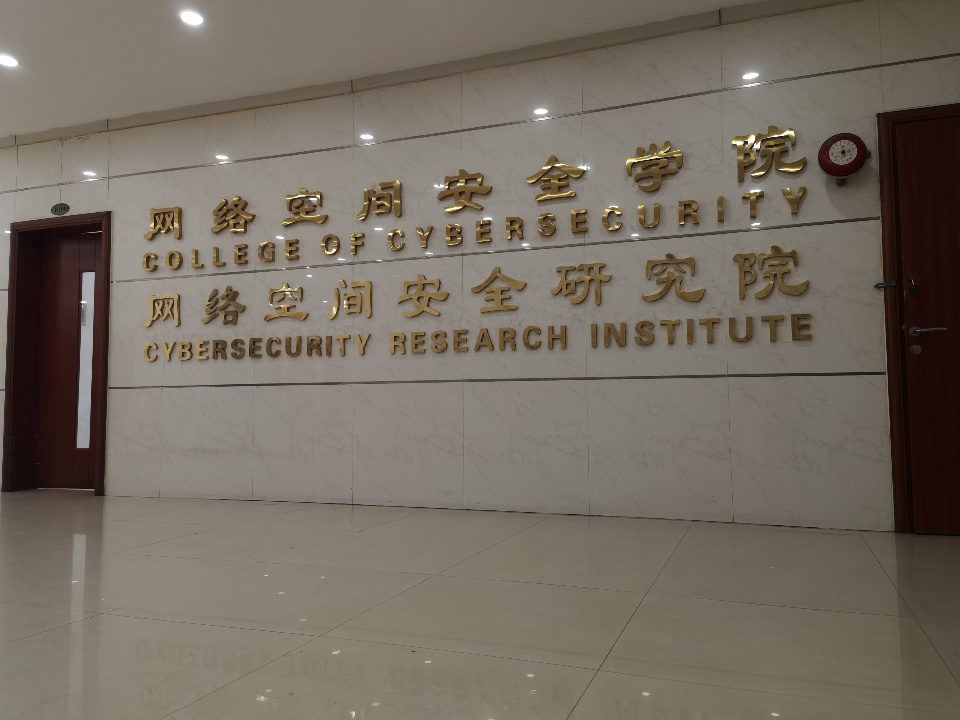 网络空间安全学院
COLLEGE OF CYBERSECURITY
网络空间安全研究院
CYBERSECURITY RESEARCH INSTITUTE